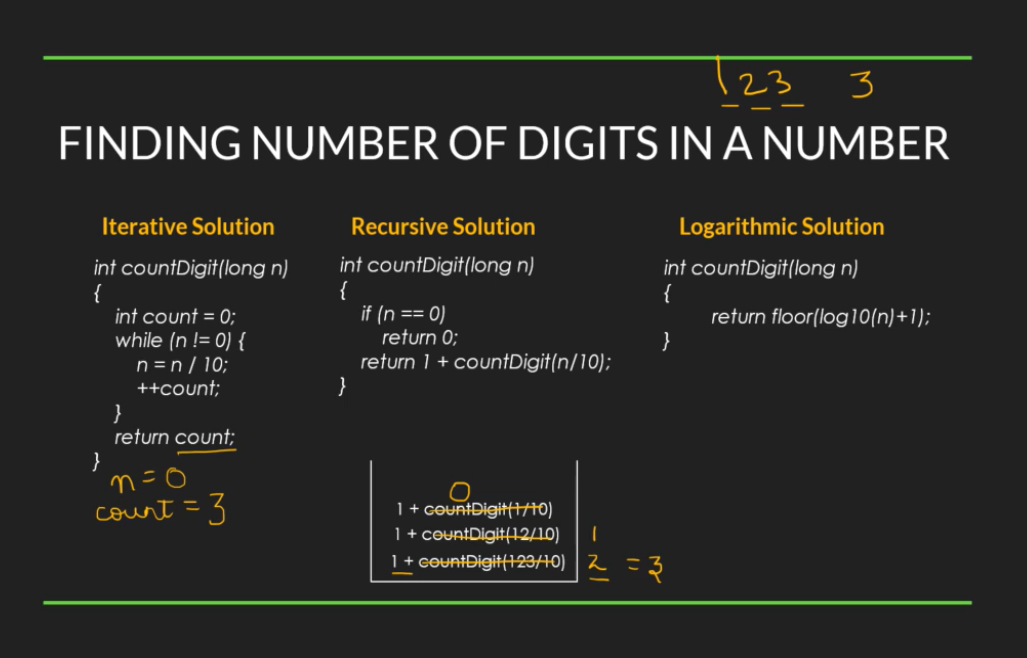 123 3
FINDING NUMBER OF DIGITS IN A NUMBER
Iterative Solution
int countDigit(long n)
{
int count = 0;
while (n != 0) {
n = n / 10;
++count;
}
return count;
}
n = 0
count = 3
Recursive Solution
int countDigit(long n)
{
if (n == 0)
return 0;
return 1 + countDigit(n/10);
}
0
1 + countDigit(1/10)
1 + countDigit(12/10) 1
1 + countDigit(123/10) 2 = 3
Logarithmic Solution
int countDigit(long n)
{
return floor(log10(n)+1);
}